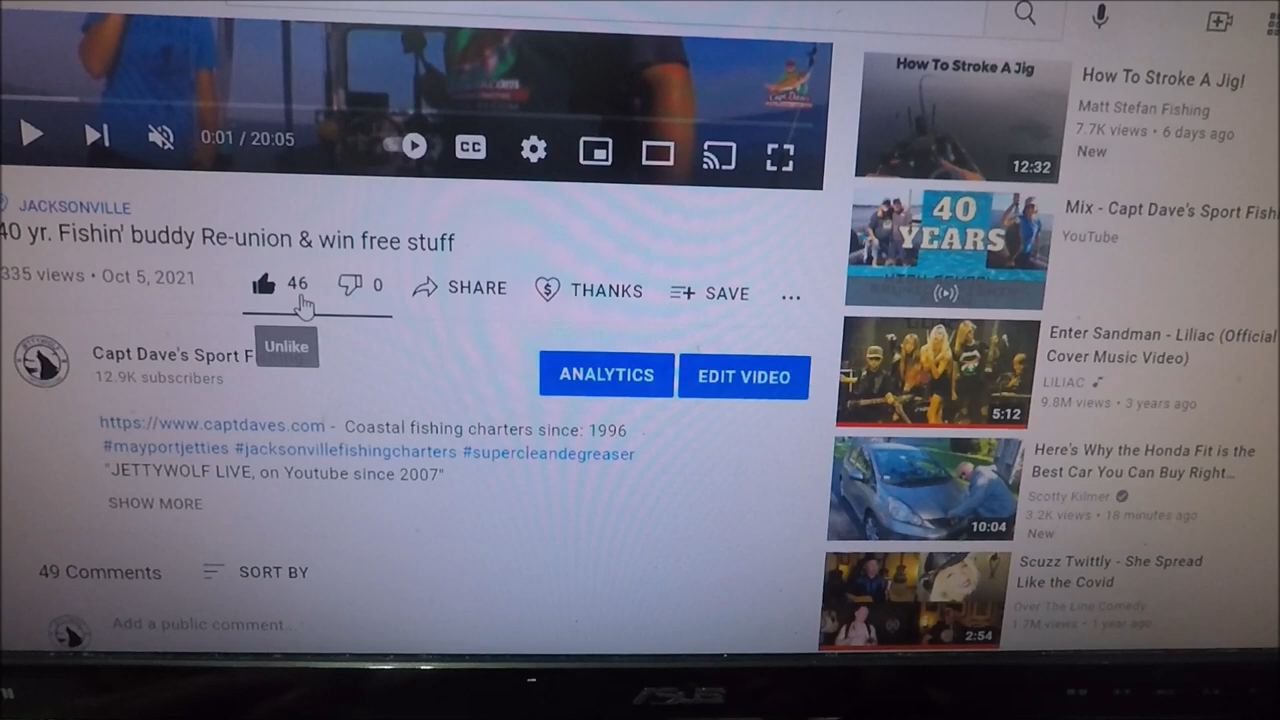 0:01 / 20:05
CC
JACKSONVILLE
40 yr. Fishin' buddy Re-union & win free stuff
335 views • Oct 5, 2021
46
0
SHARE
THANKS
SAVE
...
Unlike
Capt Dave's Sport F
12.9K subscribers
ANALYTICS
EDIT VIDEO
https://www.captdaves.com - Coastal fishing charters since: 1996
#mayportjetties #jacksonvillefishingcharters #supercleandegreaser
"JETTYWOLF LIVE, on Youtube since 2007"
SHOW MORE
49 Comments
SORT BY
Add a public comment...
How To Stroke A Jig
12:32
How To Stroke A Jig!
Matt Stefan Fishing
7.7K views • 6 days ago
New
40
YEARS
Mix - Capt Dave's Sport Fishi
YouTube
5:12
Enter Sandman - Liliac (Official
Cover Music Video)
LILIAC
9.8M views • 3 years ago
10:04
Here's Why the Honda Fit is the
Best Car You Can Buy Right...
Scotty Kilmer
3.2K views • 18 minutes ago
New
2:54
Scuzz Twittly - She Spread
Like the Covid
Over The Line Comedy
1.7M views • 1 year ago
ASUS